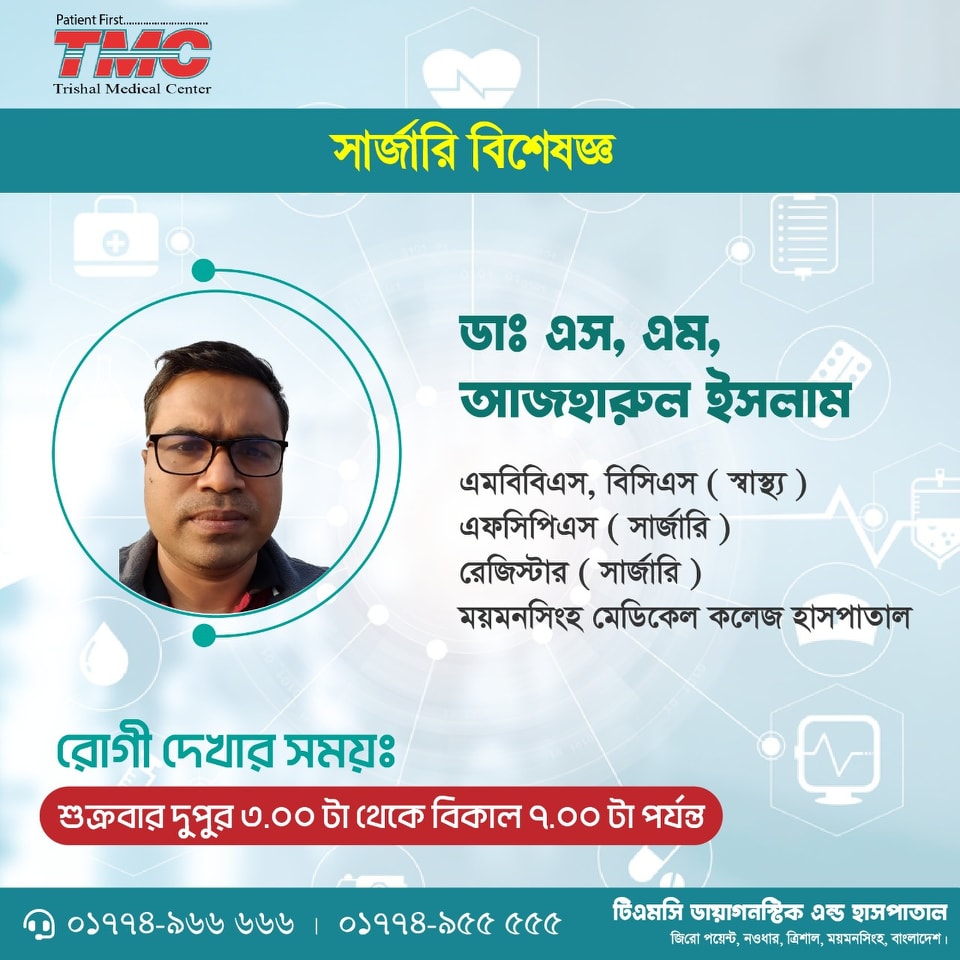 Patient First............................
TMC
Trishal Medical Center
সার্জারি বিশেষজ্ঞ
ডাঃ এস, এম,
আজহারুল ইসলাম
এমবিবিএস, বিসিএস ( স্বাস্থ্য )
এফসিপিএস ( সার্জারি )
রেজিস্টার ( সার্জারি )
ময়মনসিংহ মেডিকেল কলেজ হাসপাতাল
রোগী দেখার সময়ঃ
শুক্রবার দুপুর ৩.০০ টা থেকে বিকাল ৭.০০ টা পর্যন্ত
০১৭৭৪-৯৬৬ ৬৬৬ | ০১৭৭৪-৯৫৫ ৫৫৫
টিএমসি ডায়াগনস্টিক এন্ড হাসপাতাল
জিরো পয়েন্ট, নওধার, ত্রিশাল, ময়মনসিংহ, বাংলাদেশ।